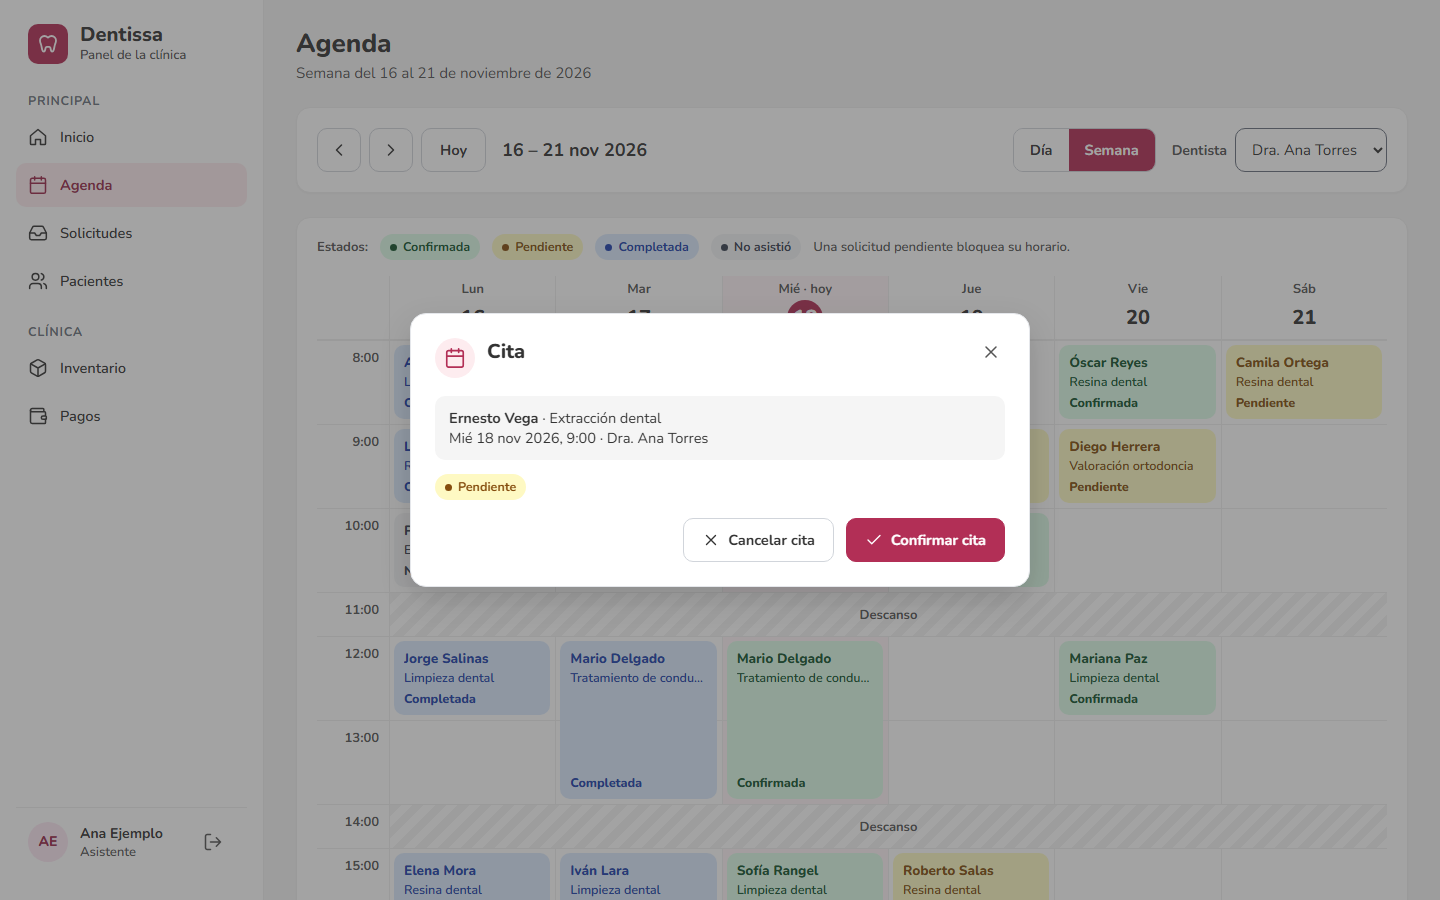 Dentissa
Panel de la clínica
PRINCIPAL
Inicio
Agenda
Solicitudes
Pacientes
CLÍNICA
Inventario
Pagos
AE
Ana Ejemplo
Asistente
Agenda
Semana del 16 al 21 de noviembre de 2026
Hoy
16 – 21 nov 2026
Día
Semana
Dentista
Dra. Ana Torres
Estados:
Confirmada
Pendiente
Completada
No asistió
Una solicitud pendiente bloquea su horario.
Lun
Mar
Mié · hoy
Jue
Vie
Sáb
20
21
8:00
Óscar Reyes
Resina dental
Confirmada
Camila Ortega
Resina dental
Pendiente
9:00
Diego Herrera
Valoración ortodoncia
Pendiente
10:00
Cita
Ernesto Vega · Extracción dental
Mié 18 nov 2026, 9:00 · Dra. Ana Torres
Pendiente
Cancelar cita
Confirmar cita
11:00
Descanso
12:00
Jorge Salinas
Limpieza dental
Completada
Mario Delgado
Tratamiento de condu...
Completada
Mario Delgado
Tratamiento de condu...
Confirmada
Mariana Paz
Limpieza dental
Confirmada
13:00
14:00
Descanso
15:00
Elena Mora
Resina dental
Iván Lara
Limpieza dental
Sofía Rangel
Limpieza dental
Roberto Salas
Resina dental